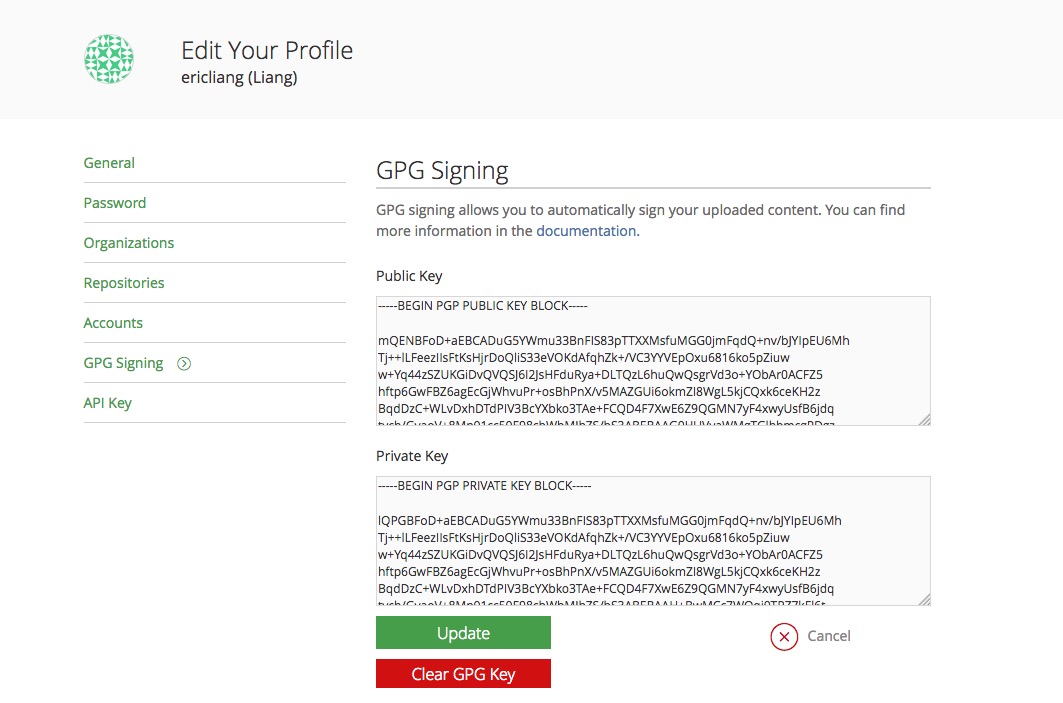 Edit Your Profile
ericliang (Liang)
General
Password
Organizations
Repositories
Accounts
GPG Signing
API Key
GPG Signing
GPG signing allows you to automatically sign your uploaded content. You can find
more information in the documentation.
Public Key
-----BEGIN PGP PUBLIC KEY BLOCK-----
mQENBFoD+aEBCADuG5YWmu33BnFIS83pTTXXMsfuMGG0jmFqdQ+nv/bJYIpEU6Mh
Tj++ILFeezIIsFtKsHjrDoQIiS33eVOKdAfqhZk+/VC3YYVEpOxu6816ko5pZiuw
w+Yq44zSZUKGiDvQVQSJ6I2JsHFduRya+DLTQzL6huQwQsgrVd3o+YObAr0ACFZ5
hftp6GwFBZ6agEcGjWhvuPr+osBhPnX/v5MAZGUi6okmZI8WgL5kjCQxk6ceKH2z
BqdDzC+WLvDxhDTdPIV3BcYXbko3TAe+FCQD4F7XwE6Z9QGMN7yF4xwyUsfB6jdq
Private Key
-----BEGIN PGP PRIVATE KEY BLOCK-----
lQPGBFoD+aEBCADuG5YWmu33BnFIS83pTTXXMsfuMGG0jmFqdQ+nv/bJYIpEU6Mh
Tj++ILFeezIIsFtKsHjrDoQIiS33eVOKdAfqhZk+/VC3YYVEpOxu6816ko5pZiuw
w+Yq44zSZUKGiDvQVQSJ6I2JsHFduRya+DLTQzL6huQwQsgrVd3o+YObAr0ACFZ5
hftp6GwFBZ6agEcGjWhvuPr+osBhPnX/v5MAZGUi6okmZI8WgL5kjCQxk6ceKH2z
BqdDzC+WLvDxhDTdPIV3BcYXbko3TAe+FCQD4F7XwE6Z9QGMN7yF4xwyUsfB6jdq
Update
Cancel
Clear GPG Key